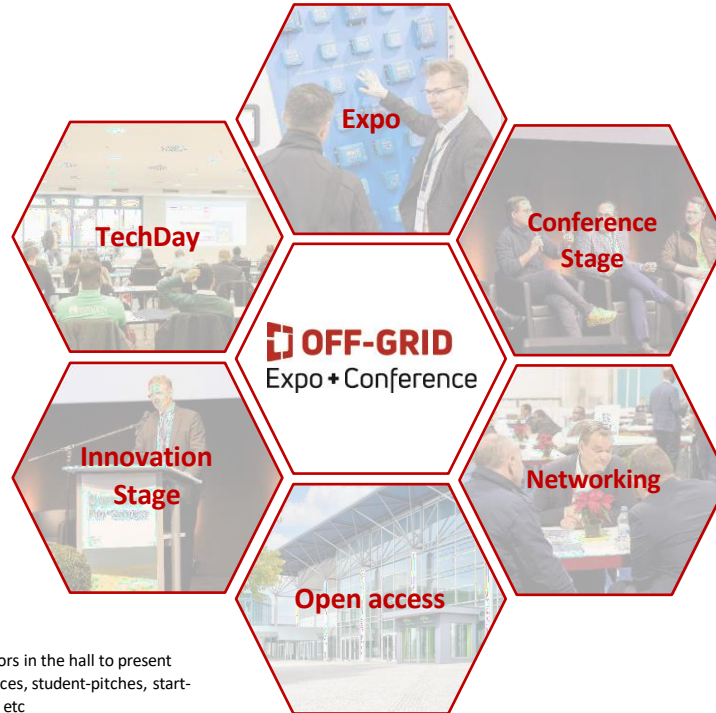 Expo
TechDay
Conference
Stage
OFF-GRID
Expo+Conference
Innovation
Stage
Networking
Open access
ors in the hall to present
ces, student-pitches, start-
etc